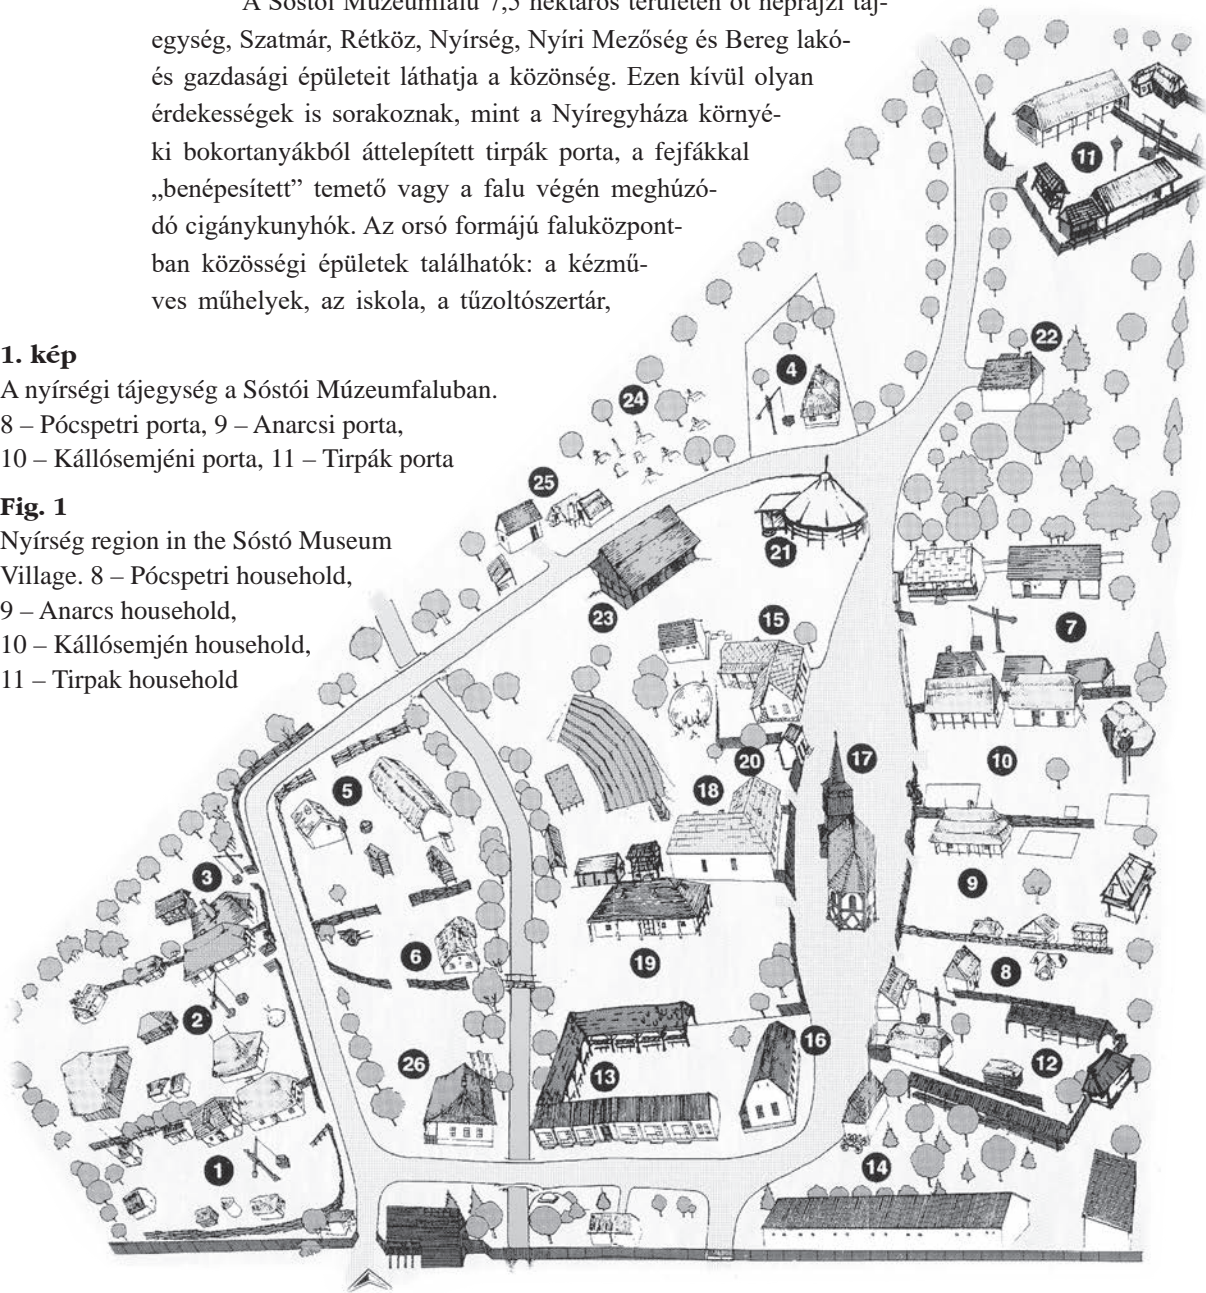 A Sóstói Múzeumfalu 7,5 hektáros területén öt néprajzi táj-
egység, Szatmár, Rétköz, Nyírség, Nyíri Mezőség és Bereg lakó-
és gazdasági épületeit láthatja a közönség. Ezen kívül olyan
érdekességek is sorakoznak, mint a Nyíregyháza környé-
ki bokortanyákból áttelepített tirpák porta, a fejfákkal
„benépesített” temető vagy a falu végén meghúzó-
dó cigánykunyhók. Az orsó formájú faluközpont-
ban közösségi épületek találhatók: a kézmű-
ves műhelyek, az iskola, a tűzoltószertár,
1. kép
A nyírségi tájegység a Sóstói Múzeumfaluban.
8 – Pócspetri porta, 9 – Anarcsi porta,
10 – Kállósemjéni porta, 11 – Tirpák porta
Fig. 1
Nyírség region in the Sóstó Museum
Village. 8 – Pócspetri household,
9 – Anarcs household,
10 – Kállósemjén household,
11 – Tirpak household
11
22
4
24
25
21
23
15
7
20
17
10
18
5
3
9
6
19
8
2
16
12
26
13
1
14